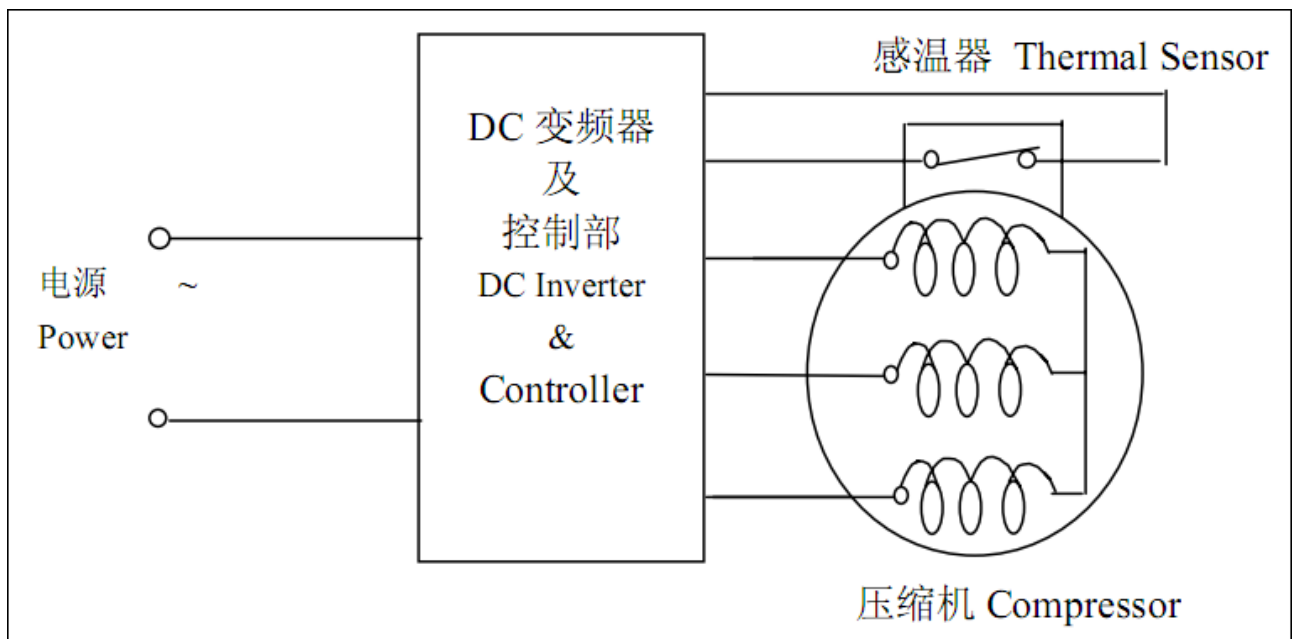 感温器 Thermal Sensor
DC 变频器
及
控制部
DC Inverter
&
Controller
电源 ~
Power
压缩机 Compressor